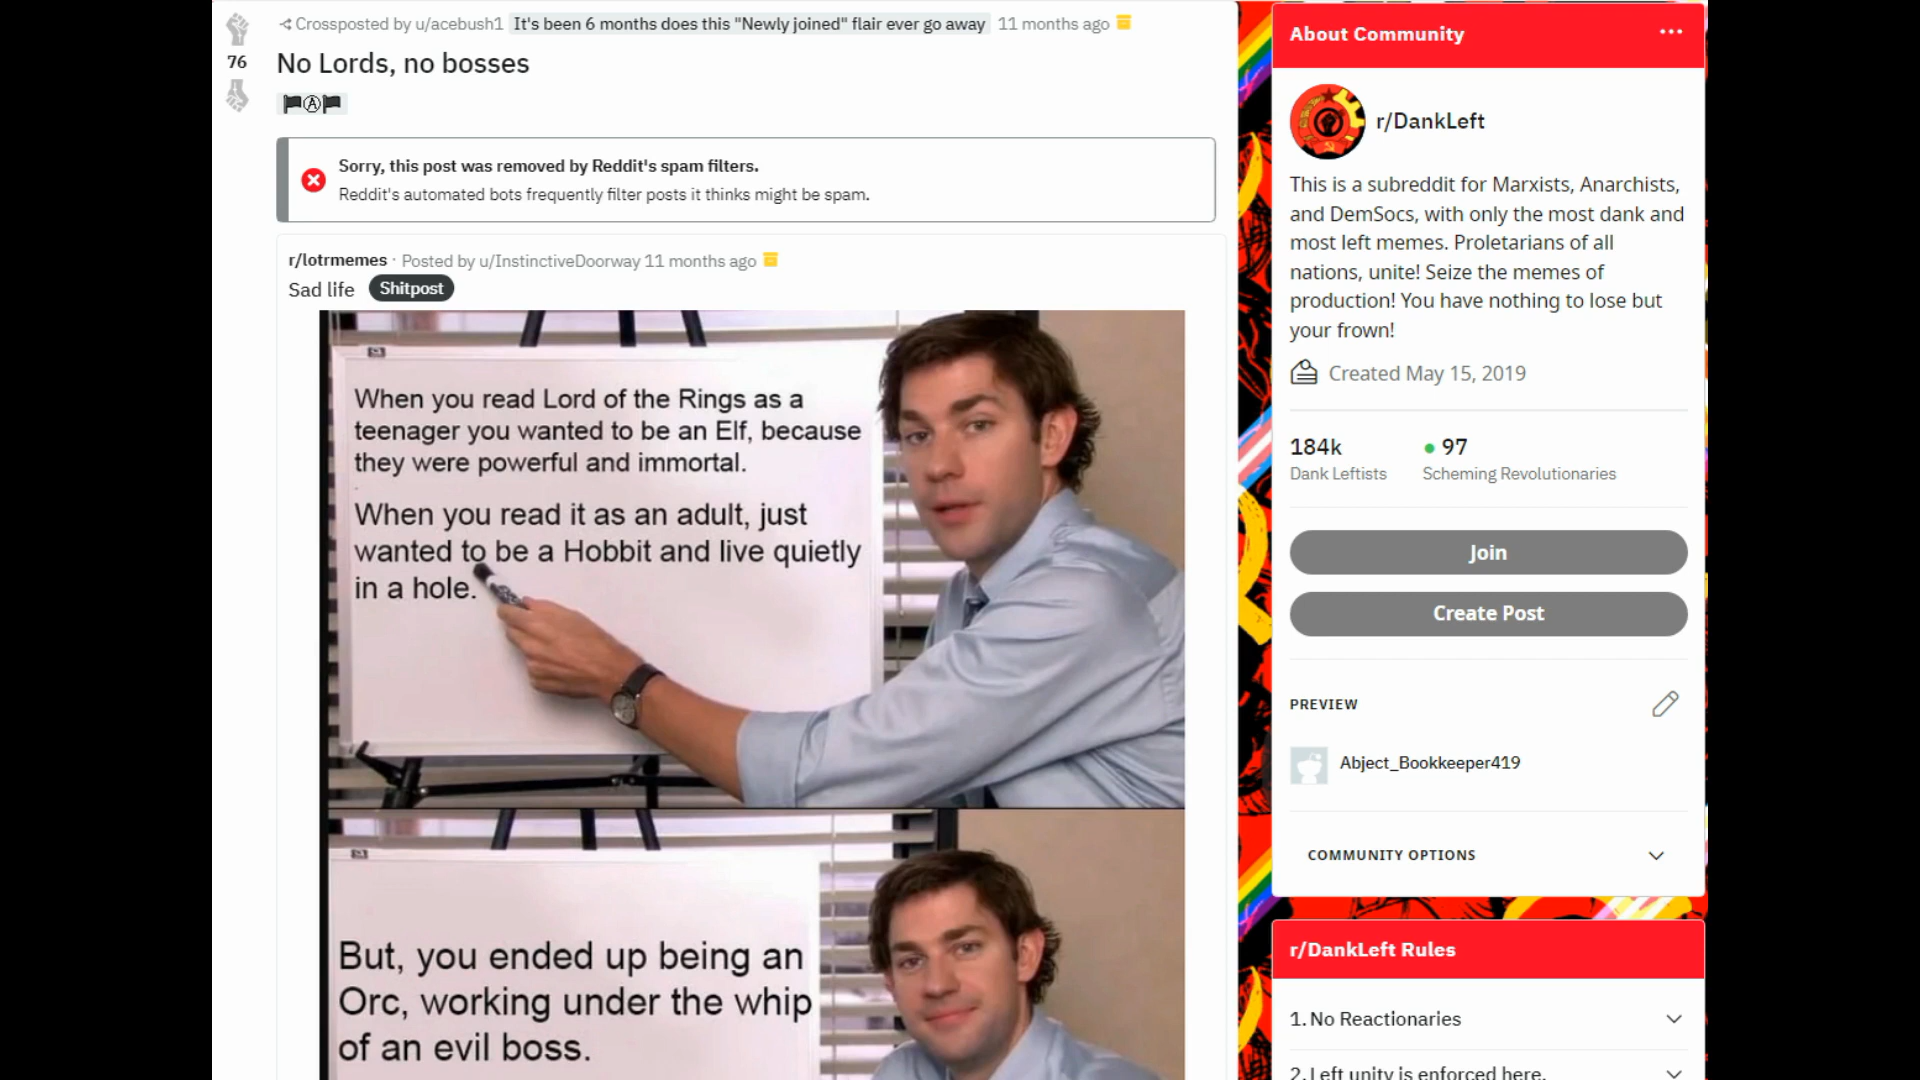 Crossposted by u/acebush1 It's been 6 months does this "Newly joined" flair ever go away 11 months ago
76
No Lords, no bosses
🏴Ⓐ🏴
Sorry, this post was removed by Reddit's spam filters.
Reddit's automated bots frequently filter posts it thinks might be spam.
r/lotrmemes · Posted by u/InstinctiveDoorway 11 months ago
Sad life Shitpost
When you read Lord of the Rings as a
teenager you wanted to be an Elf, because
they were powerful and immortal.
When you read it as an adult, just
wanted to be a Hobbit and live quietly
in a hole.
But, you ended up being an
Orc, working under the whip
of an evil boss.
About Community
r/DankLeft
This is a subreddit for Marxists, Anarchists,
and DemSocs, with only the most dank and
most left memes. Proletarians of all
nations, unite! Seize the memes of
production! You have nothing to lose but
your frown!
Created May 15, 2019
184k 97
Dank Leftists Scheming Revolutionaries
Join
Create Post
PREVIEW
Abject_Bookkeeper419
COMMUNITY OPTIONS
r/DankLeft Rules
1. No Reactionaries
2. Left unity is enforced here.